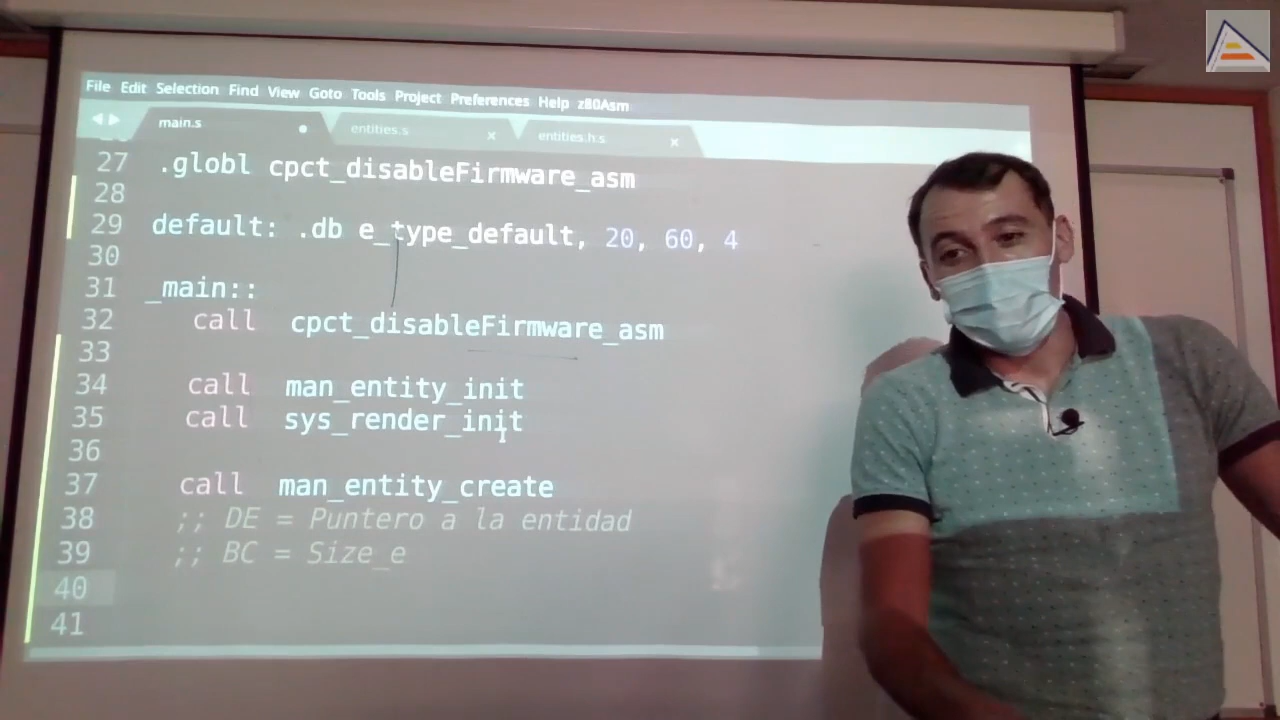 File Edit Selection Find View Goto Tools Project Preferences Help z80Asm
main.s entities.s entities.h.s
27 .globl cpct_disableFirmware_asm
28
29 default: .db e_type_default, 20, 60, 4
30
31 _main::
32 call cpct_disableFirmware_asm
33
34 call man_entity_init
35 call sys_render_init
36
37 call man_entity_create
38 ;; DE = Puntero a la entidad
39 ;; BC = Size_e
40
41